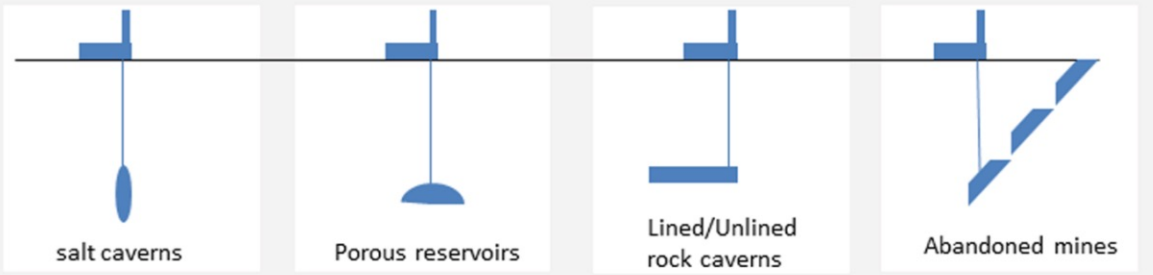 salt caverns
Porous reservoirs
Lined/Unlined
rock caverns
Abandoned mines